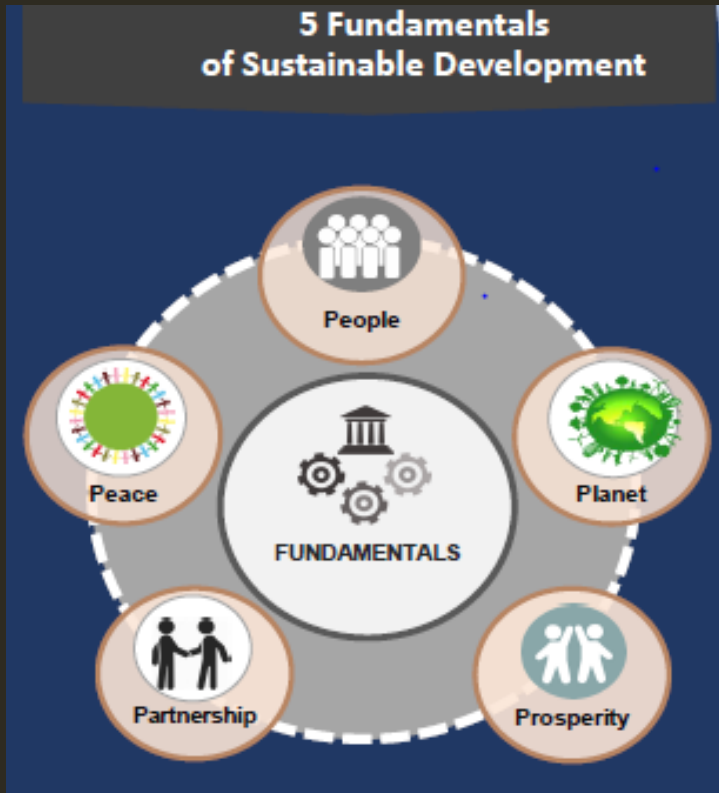 5 Fundamentals
of Sustainable Development
People
Peace
Planet
FUNDAMENTALS
Partnership
Prosperity